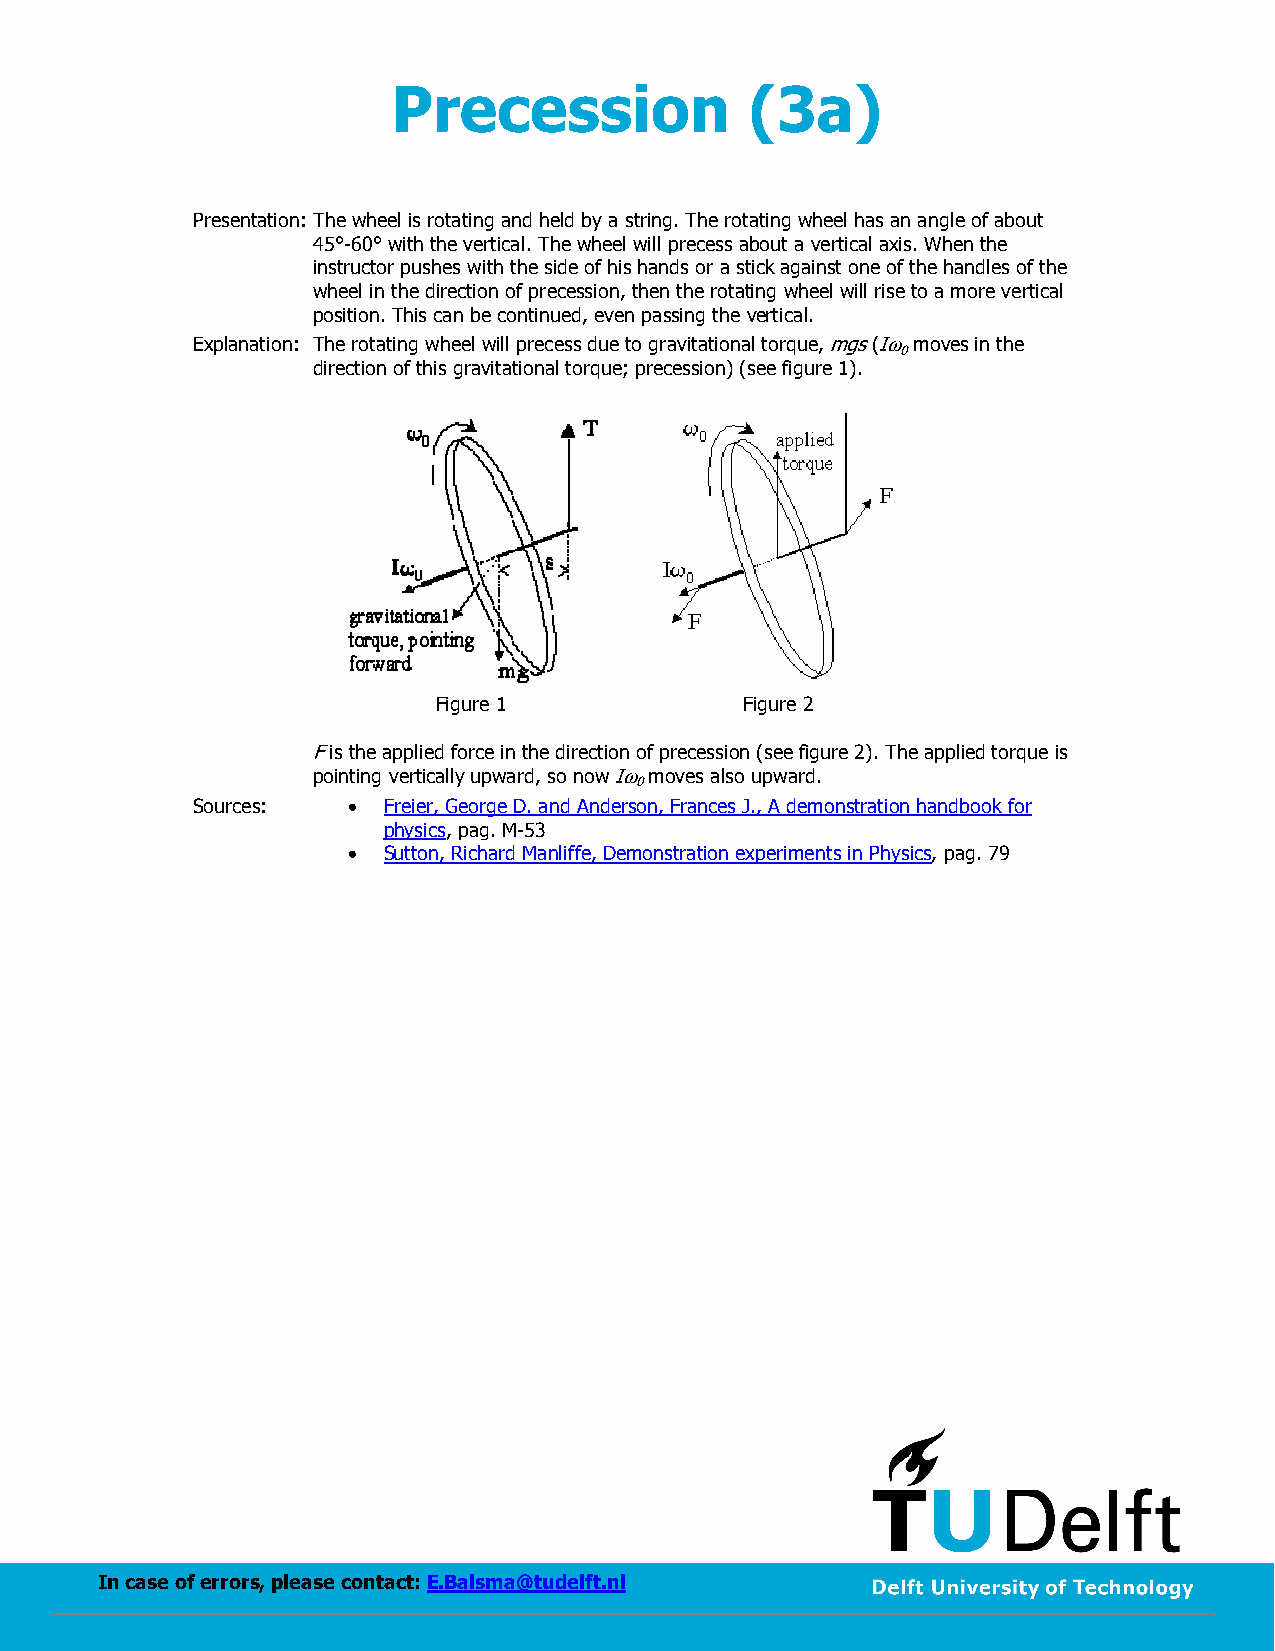 Precession (3a)
Presentation: The wheel is rotating and held by a string. The rotating wheel has an angle of about
45°-60° with the vertical. The wheel will precess about a vertical axis. When the
instructor pushes with the side of his hands or a stick against one of the handles of the
wheel in the direction of precession, then the rotating wheel will rise to a more vertical
position. This can be continued, even passing the vertical.
Explanation: The rotating wheel will precess due to gravitational torque, mgs (Iω0 moves in the
direction of this gravitational torque; precession) (see figure 1).
ω0
T
Iω0
s
gravitational
torque, pointing
forward
mg
Figure 1
ω0
applied
torque
F
Iω0
F
Figure 2
F is the applied force in the direction of precession (see figure 2). The applied torque is
pointing vertically upward, so now Iω0 moves also upward.
Sources:
• Freier, George D. and Anderson, Frances J., A demonstration handbook for
physics, pag. M-53
• Sutton, Richard Manliffe, Demonstration experiments in Physics, pag. 79
TUDelft
In case of errors, please contact: E.Balsma@tudelft.nl
Delft University of Technology